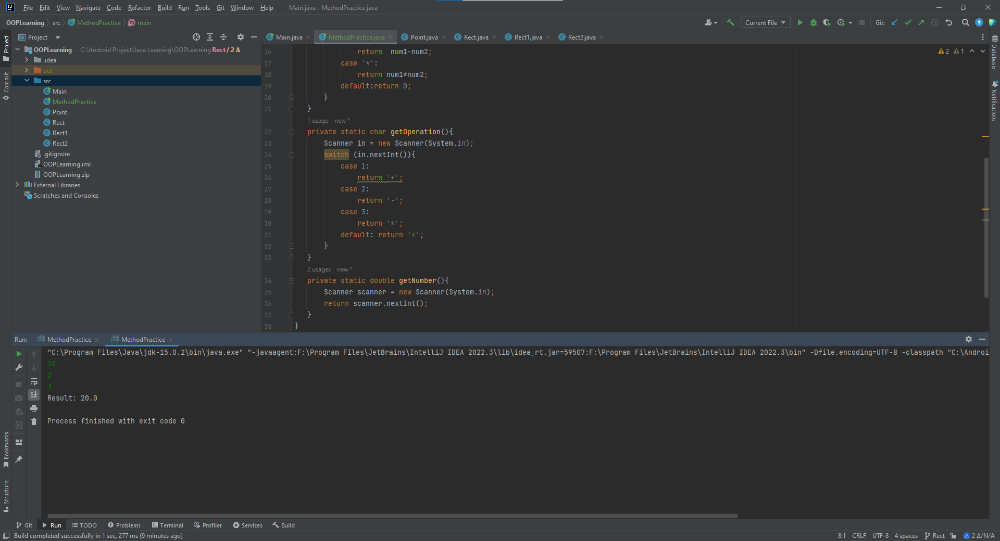 File Edit View Navigate Code Refactor Build Run Tools Git Window Help Main.java - MethodPractice.java
OOPLearning src MethodPractice main
Current File
Git:
Project
Main.java MethodPractice.java Point.java Rect.java Rect1.java Rect2.java
OOPLearning - C:\Android Project\Java Learning\OOPLearning Rect / 2 Δ
.idea
out
src
Main
MethodPractice
Point
Rect
Rect1
Rect2
.gitignore
OOPLearning.iml
OOPLearning.zip
External Libraries
Scratches and Consoles
2 1
16 return  num1-num2;
17 case '*':
18 return num1*num2;
19 default:return 0;
20 }
21 }
1 usage new *
22 private static char getOperation(){
23 Scanner in = new Scanner(System.in);
24 switch (in.nextInt()){
25 case 1:
26 return '+';
27 case 2:
28 return '-';
29 case 3:
30 return '*';
31 default: return '+';
32 }
33 }
2 usages new *
34 private static double getNumber(){
35 Scanner scanner = new Scanner(System.in);
36 return scanner.nextInt();
37 }
38 }
Project
Commit
Bookmarks
Structure
Database
Notifications
Run: MethodPractice MethodPractice
"C:\Program Files\Java\jdk-15.0.2\bin\java.exe" "-javaagent:F:\Program Files\JetBrains\IntelliJ IDEA 2022.3\lib\idea_rt.jar=59507:F:\Program Files\JetBrains\IntelliJ IDEA 2022.3\bin" -Dfile.encoding=UTF-8 -classpath "C:\Androi
10
2
3
Result: 20.0
Process finished with exit code 0
Git Run TODO Problems Terminal Profiler Services Build
Build completed successfully in 1 sec, 277 ms (9 minutes ago)
8:1 CRLF UTF-8 4 spaces Rect 2 Δ/N/A